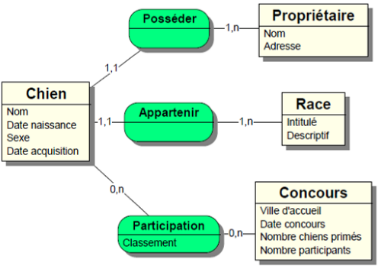 Posséder
1,n
Propriétaire
Nom
Adresse
1,1
Chien
Nom
Date naissance
Sexe
Date acquisition
1,1
Appartenir
1,n
Race
Intitulé
Descriptif
0,n
Participation
Classement
0,n
Concours
Ville d'accueil
Date concours
Nombre chiens primés
Nombre participants